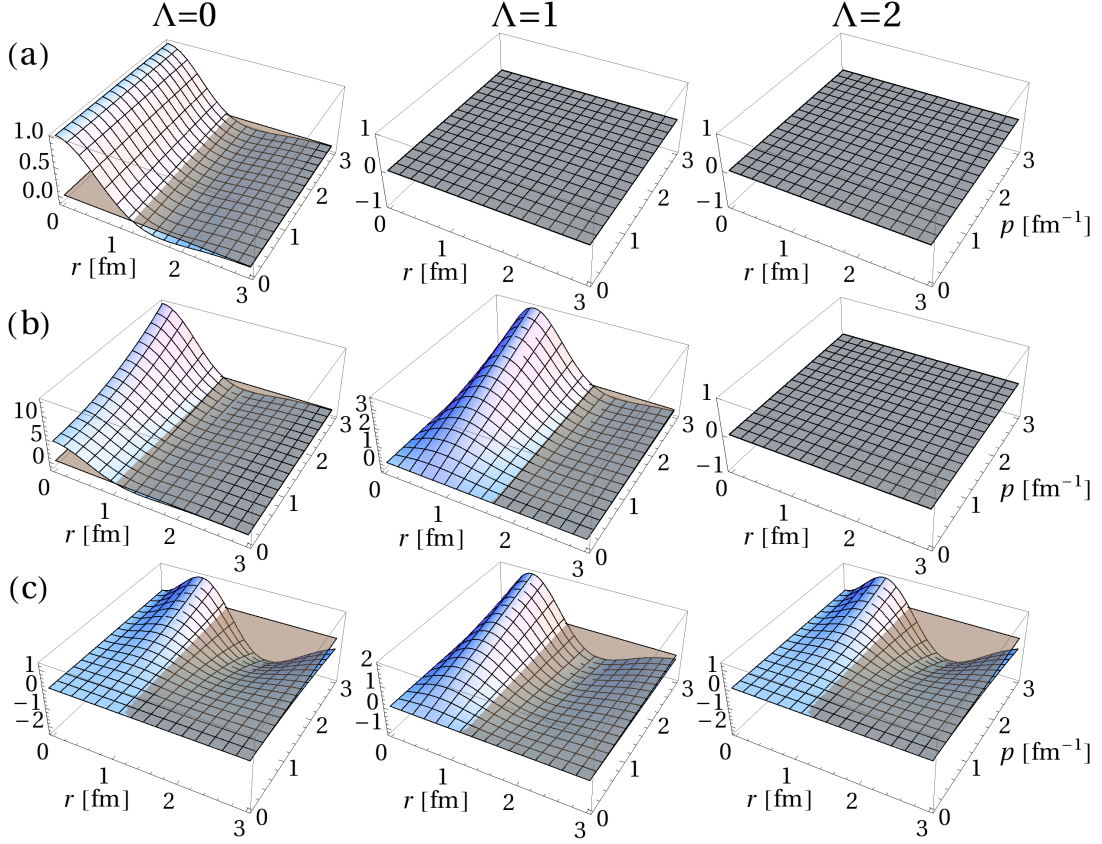 Λ=0 Λ=1 Λ=2
(a)
1.0 0.5 0.0 0 1 2 3 r [fm] 0 1 2 3
1 0 −1 0 1 2 3 r [fm] 0 1 2 3
1 0 −1 0 1 2 3 r [fm] 0 1 2 3 p [fm⁻¹]
(b)
10 5 0 0 1 2 3 r [fm] 0 1 2 3
3 2 1 0 0 1 2 3 r [fm] 0 1 2 3
1 0 −1 0 1 2 3 r [fm] 0 1 2 3 p [fm⁻¹]
(c)
1 0 −1 −2 0 1 2 3 r [fm] 0 1 2 3
2 1 0 −1 0 1 2 3 r [fm] 0 1 2 3
1 0 −1 −2 0 1 2 3 r [fm] 0 1 2 3 p [fm⁻¹]